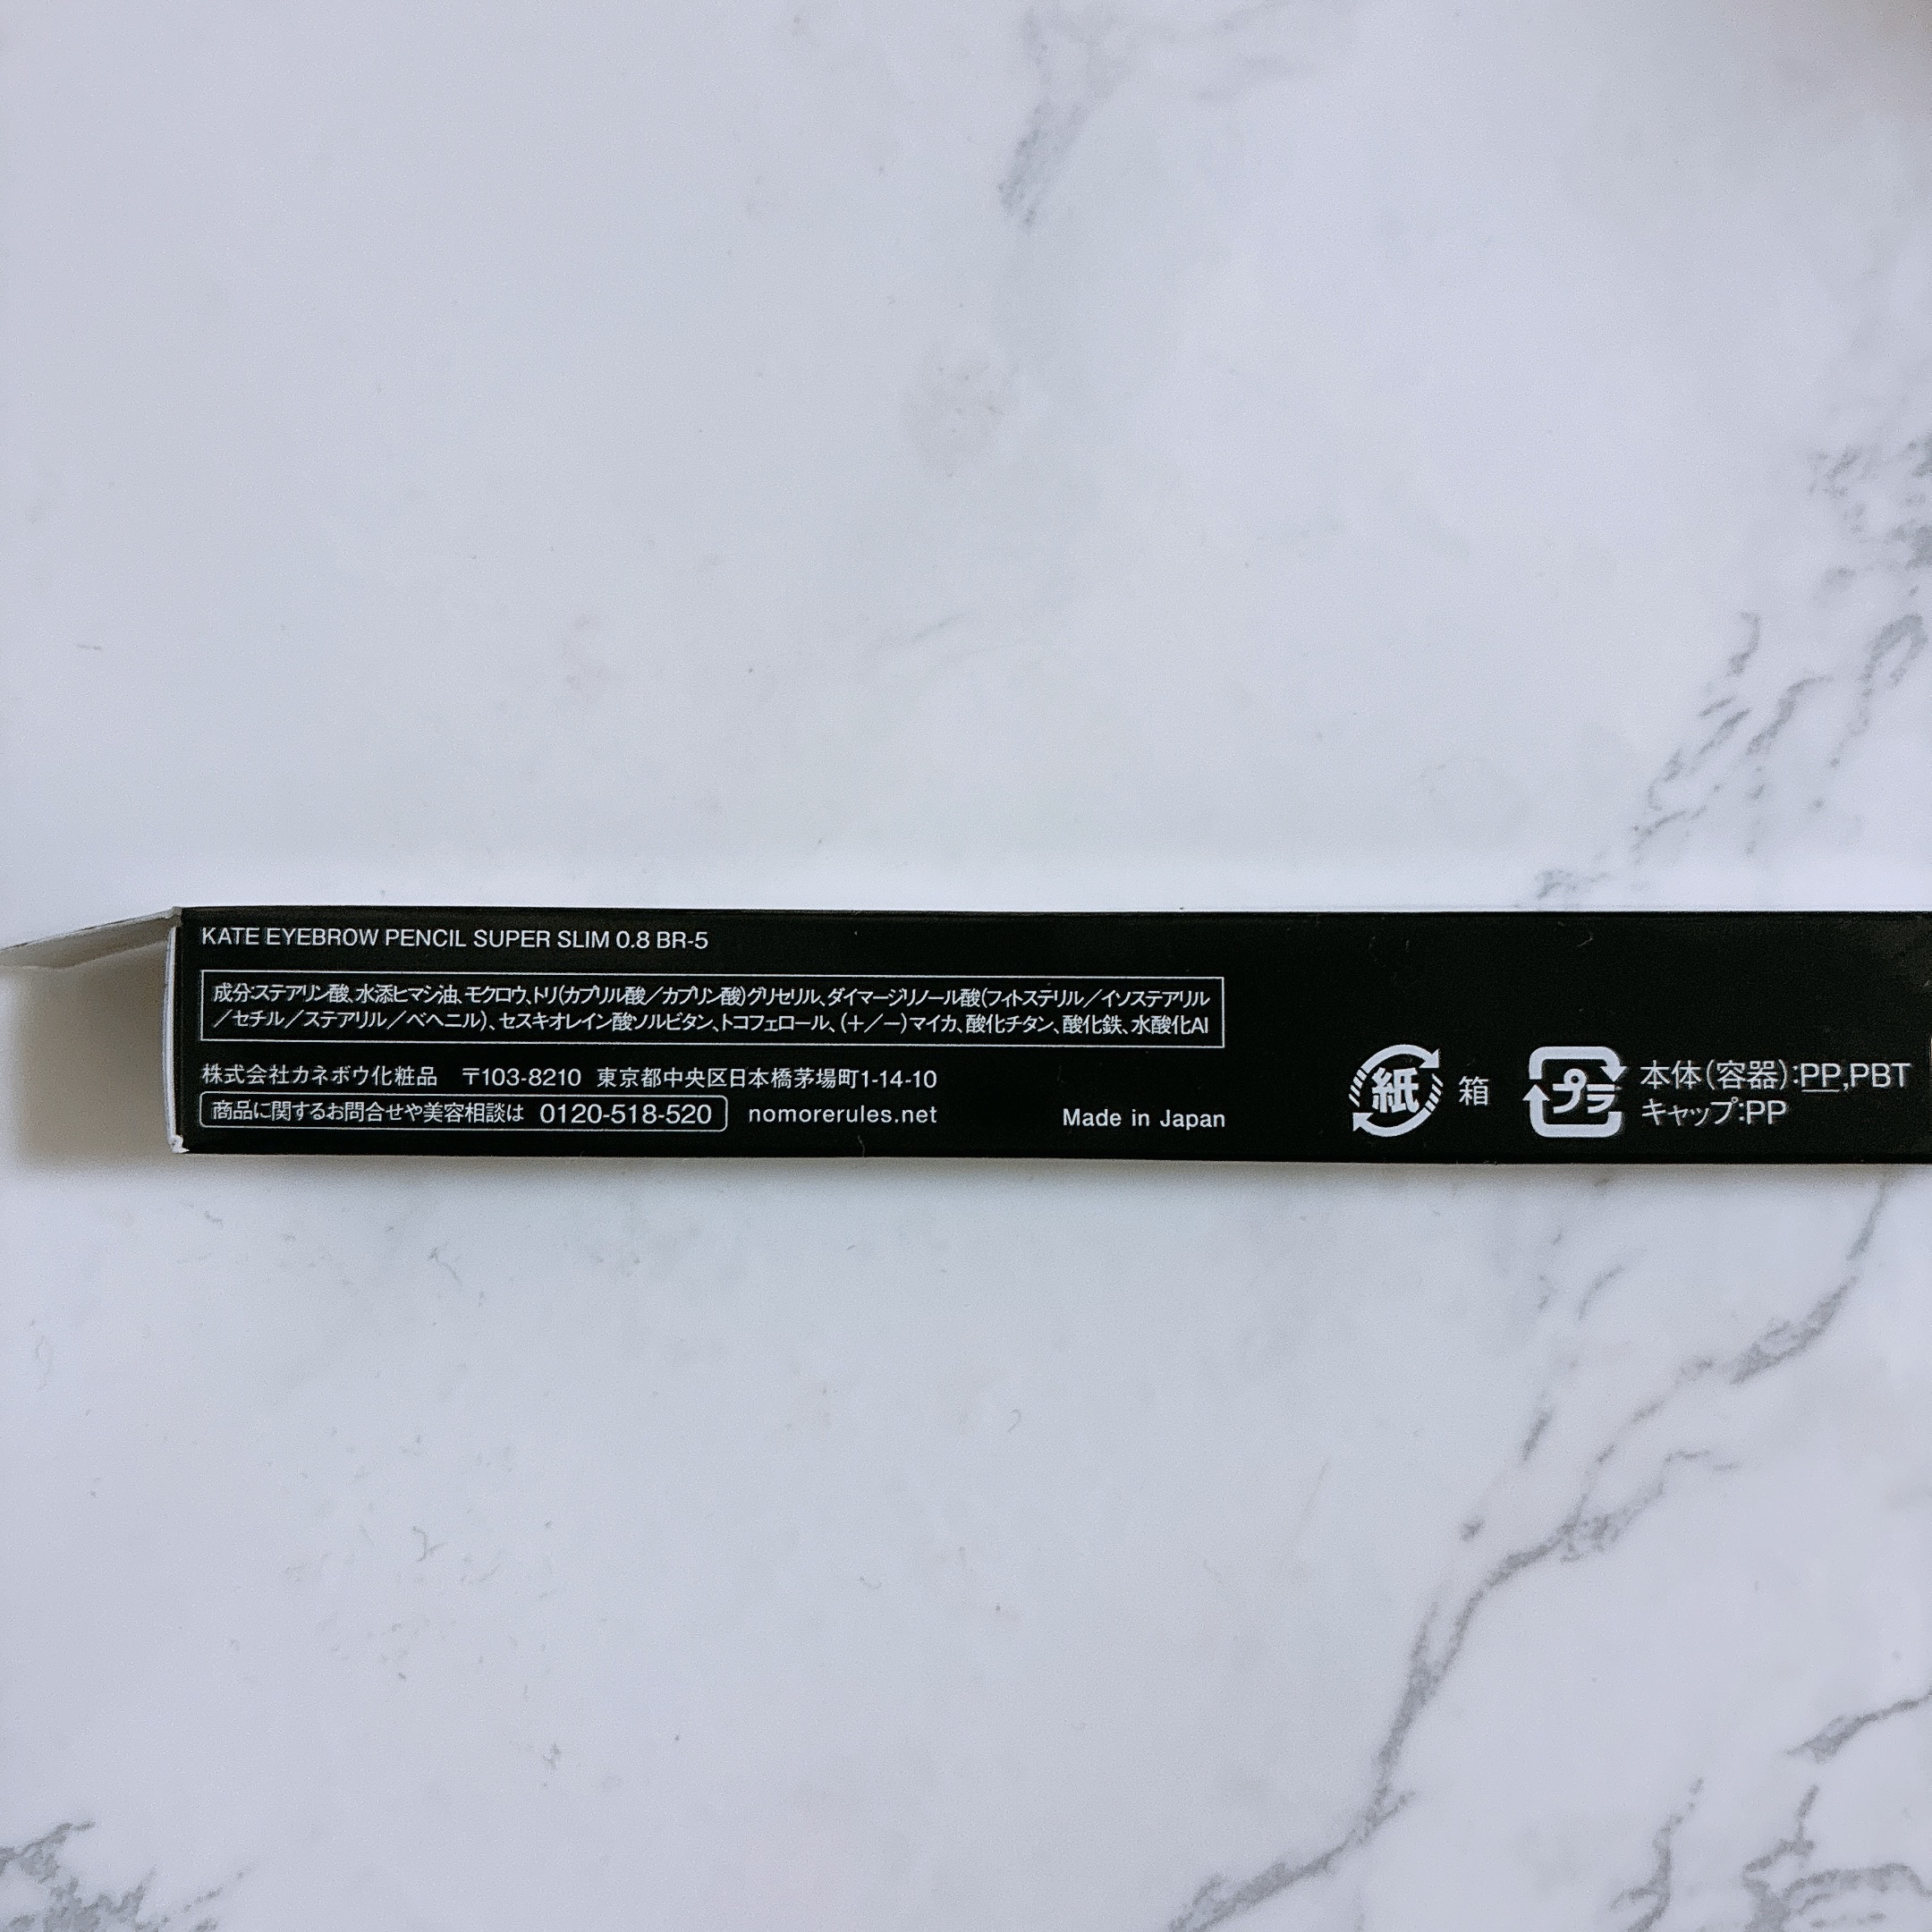 KATE EYEBROW PENCIL SUPER SLIM 0.8 BR-5
成分:ステアリン酸、水添ヒマシ油、モクロウ、トリ(カプリル酸／カプリン酸)グリセリル、ダイマージリノール酸(フィトステリル／イソステアリル
／セチル／ステアリル／ベヘニル)、セスキオレイン酸ソルビタン、トコフェロール、(＋／－)マイカ、酸化チタン、酸化鉄、水酸化Al
株式会社カネボウ化粧品 〒103-8210 東京都中央区日本橋茅場町1-14-10
商品に関するお問合せや美容相談は 0120-518-520 nomorerules.net Made in Japan
紙 箱
プラ 本体(容器):PP,PBT
キャップ:PP